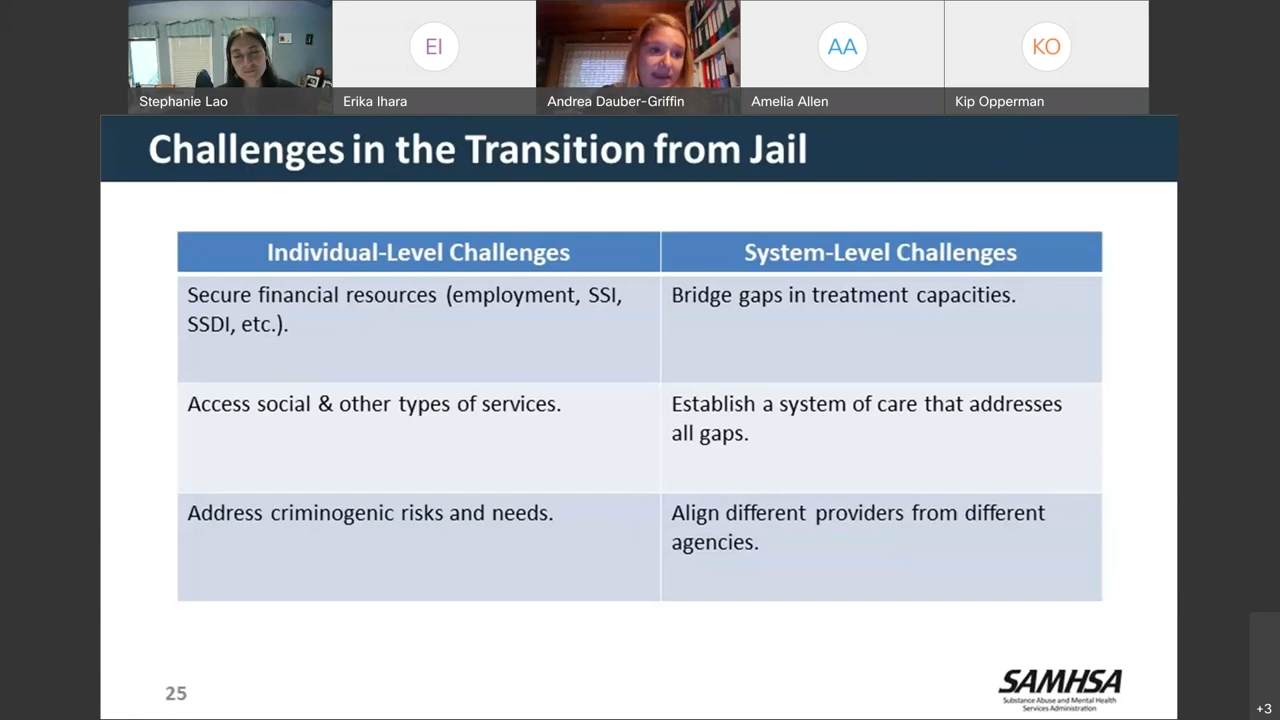 EI
AA
KO
Stephanie Lao
Erika Ihara
Andrea Dauber-Griffin
Amelia Allen
Kip Opperman
Challenges in the Transition from Jail
Individual-Level Challenges
System-Level Challenges
Secure financial resources (employment, SSI,
SSDI, etc.).
Bridge gaps in treatment capacities.
Access social & other types of services.
Establish a system of care that addresses
all gaps.
Address criminogenic risks and needs.
Align different providers from different
agencies.
25
SAMHSA
Substance Abuse and Mental Health
Services Administration
+3